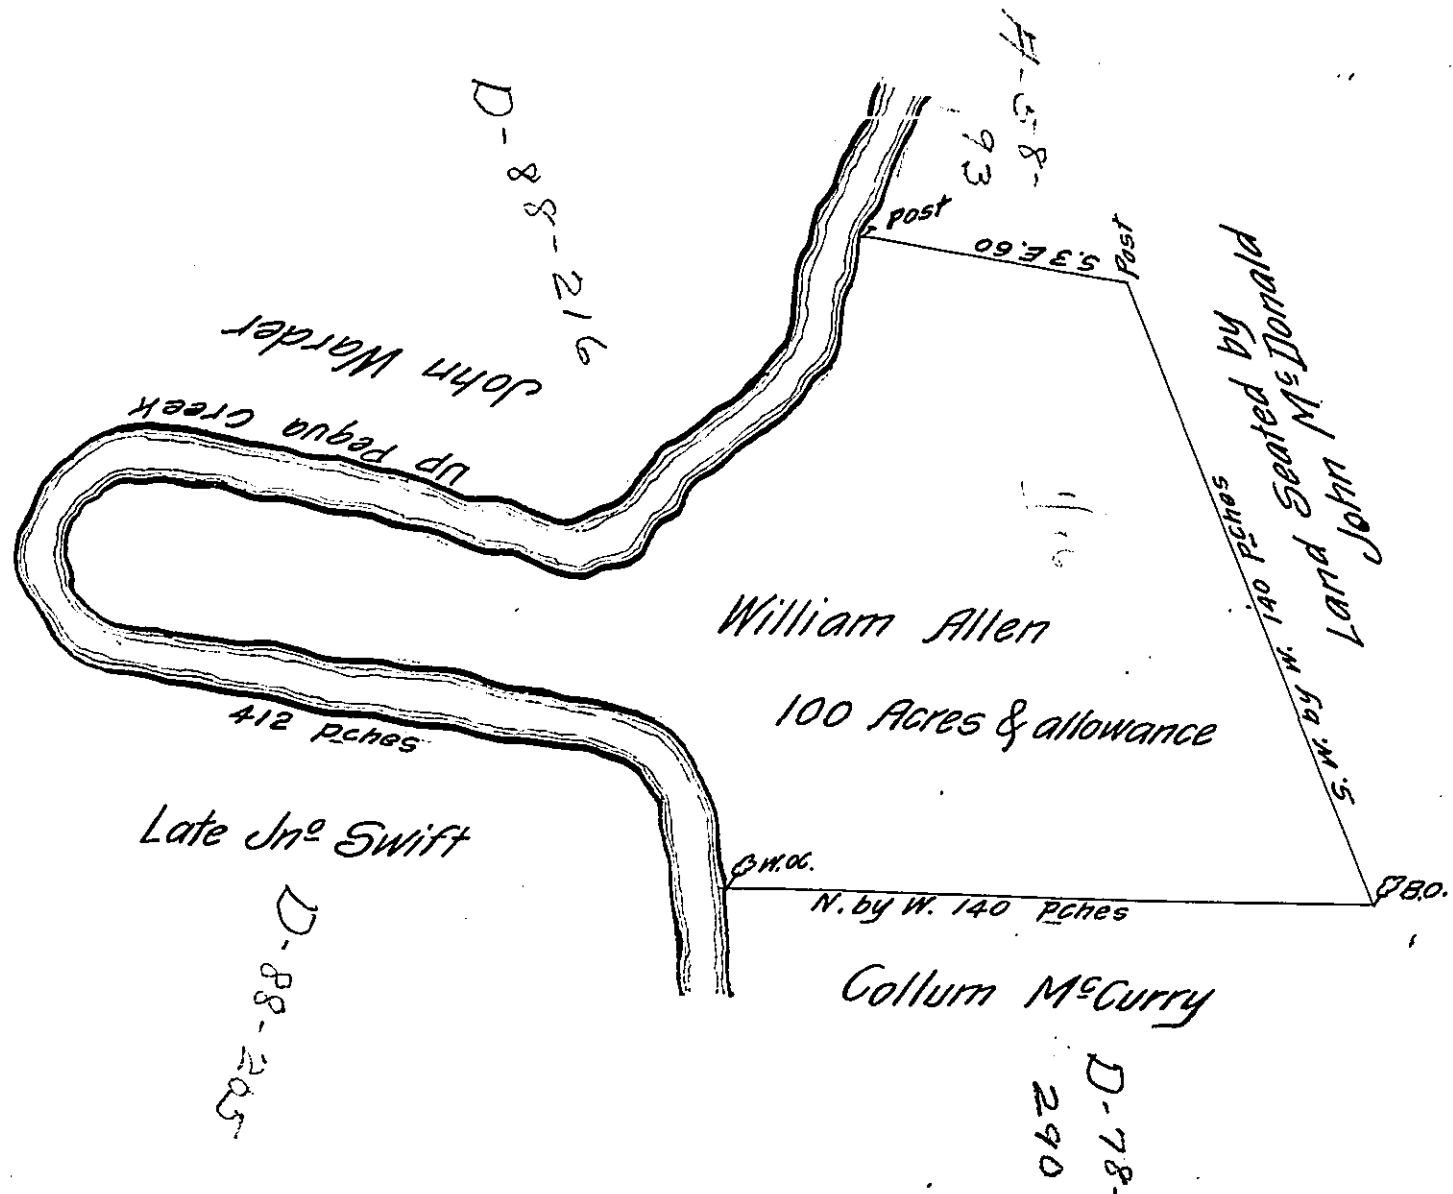 A-58-
93
D-88-216
Post
S. 3 E. 60
Post
Land Seated by
John McDonald
John Warder
Up Pequa Creek
S. W. by W. 140 Pches
William Allen
100 Acres & allowance
412 Pches
Late Jno Swift
W.O.
B.O.
N. by W. 140 Pches
Collum McCurry
D-88-205
D-78-
290